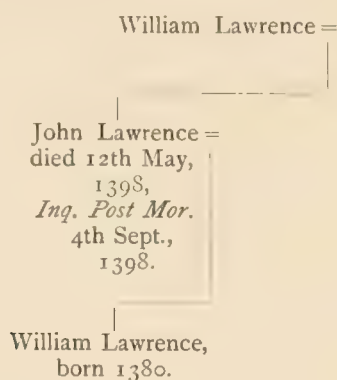 William Lawrence =
John Lawrence =
died 12th May,
1398,
Inq. Post Mor.
4th Sept.,
1398.
William Lawrence,
born 1380.